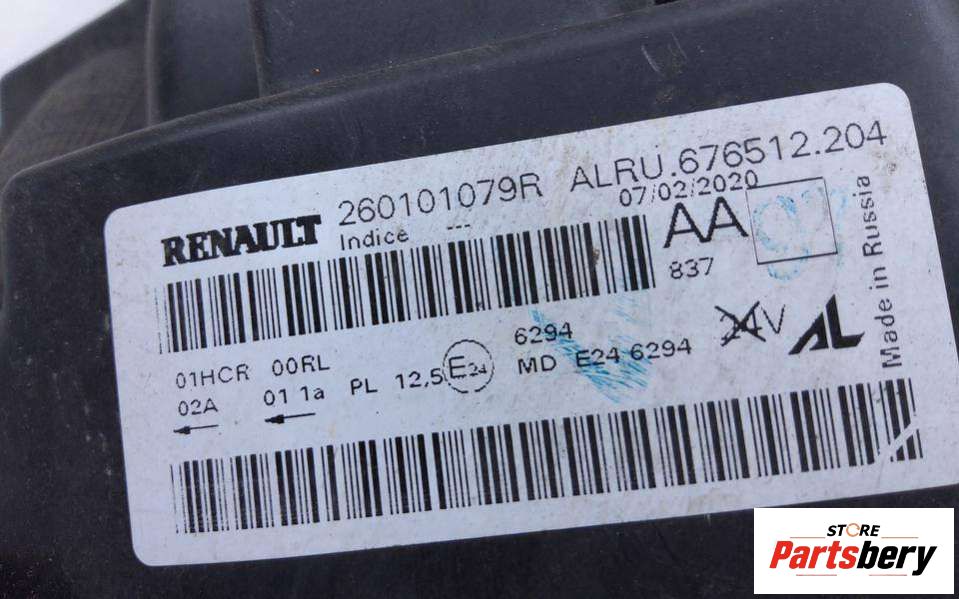 RENAULT 260101079R ALRU.676512.204
Indice --- 07/02/2020
AA
837
Made in Russia
01HCR 00RL
02A 01 1a PL 12,5 E24
6294
MD E24 6294
24V
AL
STORE
Partsbery